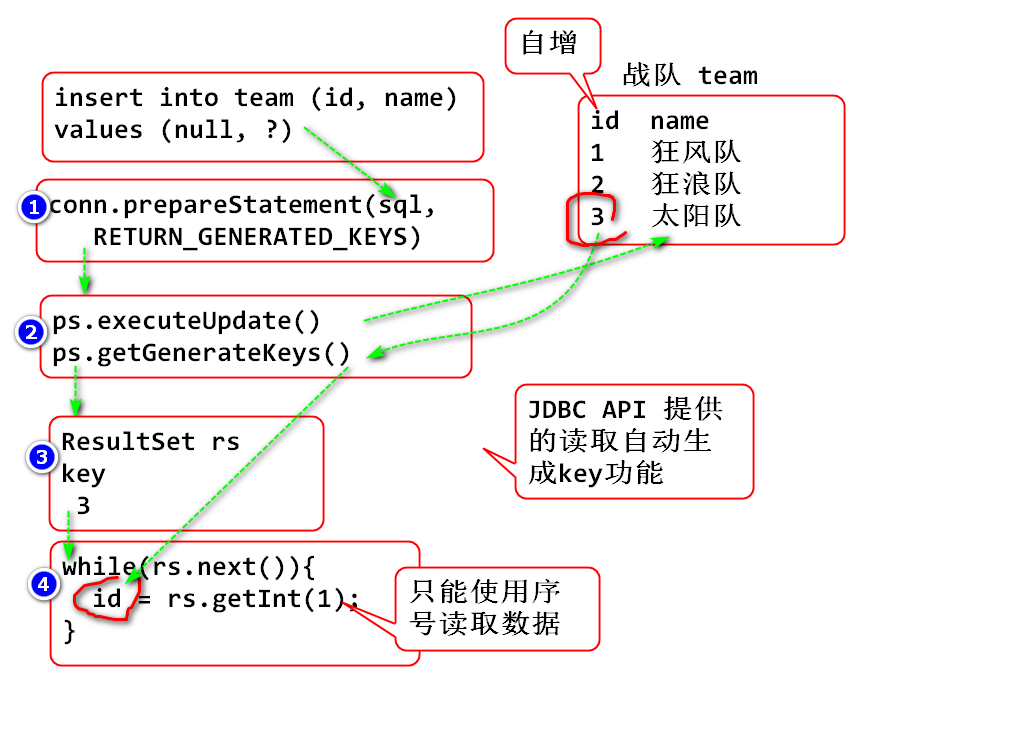 自增
战队 team
insert into team (id, name)
values (null, ?)
id name
1 狂风队
2 狂浪队
3 太阳队
1
conn.prepareStatement(sql,
RETURN_GENERATED_KEYS)
2
ps.executeUpdate()
ps.getGenerateKeys()
JDBC API 提供
的读取自动生
成key功能
3
ResultSet rs
key
3
4
while(rs.next()){
id = rs.getInt(1);
}
只能使用序
号读取数据